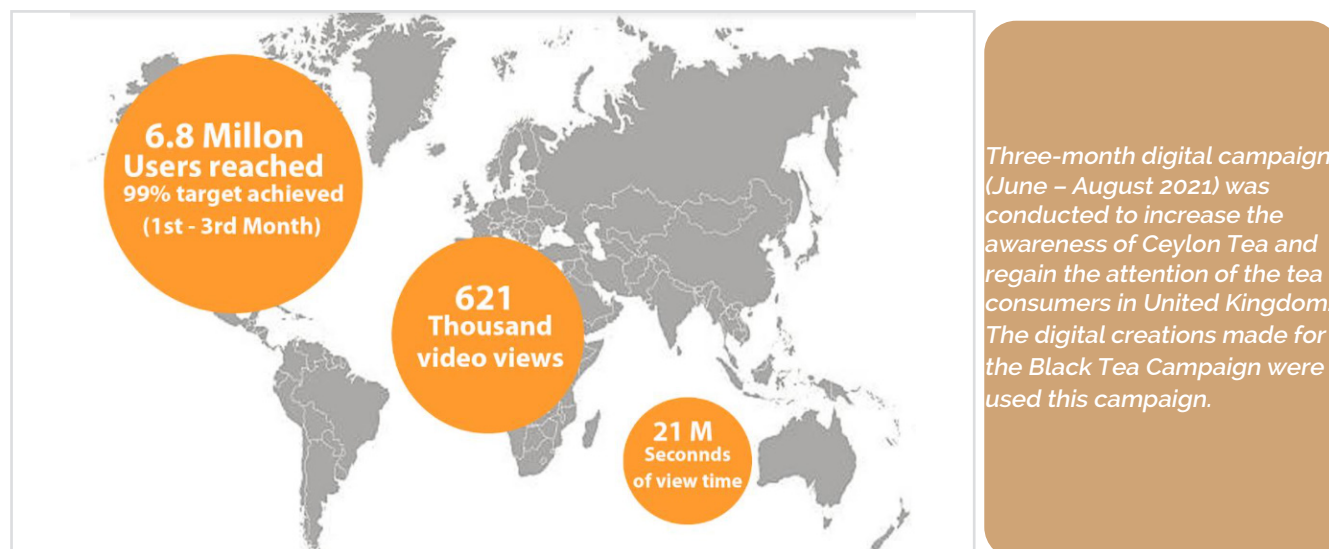 6.8 Millon
Users reached
99% target achieved
(1st - 3rd Month)
621
Thousand
video views
21 M
Seconnds
of view time
Three-month digital campaign
(June – August 2021) was
conducted to increase the
awareness of Ceylon Tea and
regain the attention of the tea
consumers in United Kingdom.
The digital creations made for
the Black Tea Campaign were
used this campaign.